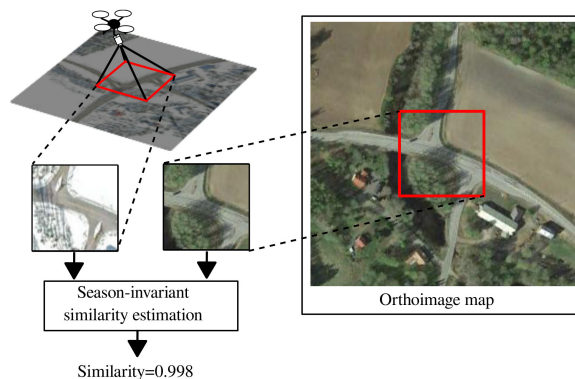 Orthoimage map
Season-invariant
similarity estimation
Similarity=0.998